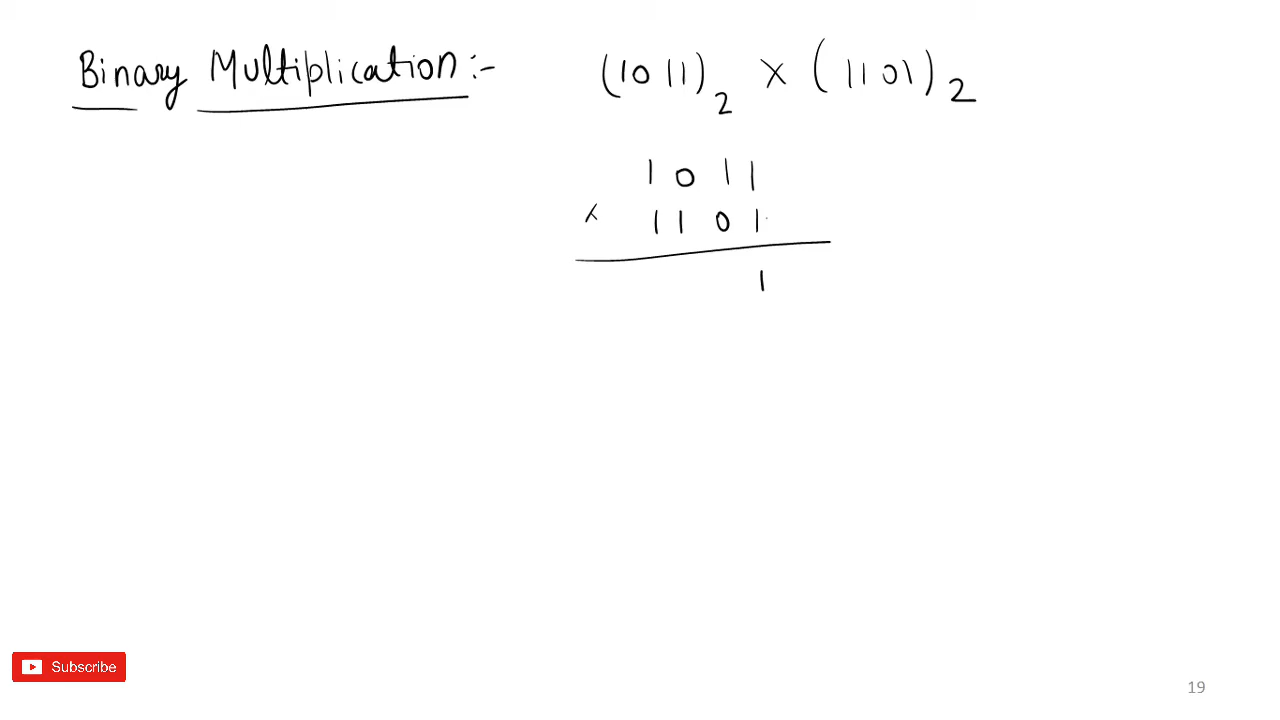 Binary Multiplication :- (1011)₂ × (1101)₂
1011
× 1101
1
Subscribe
19